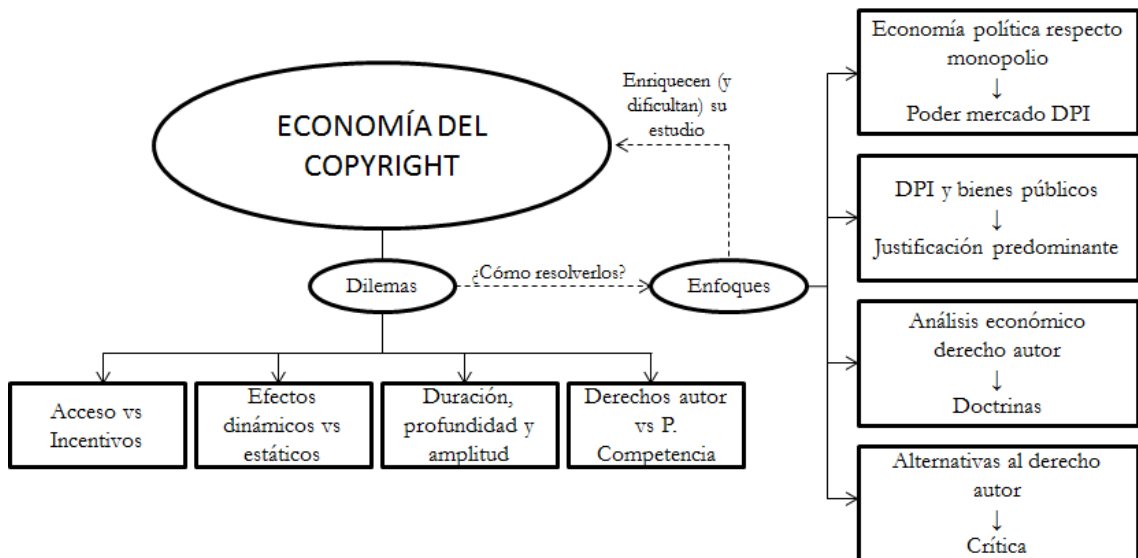 ECONOMÍA DEL
COPYRIGHT
Enriquecen (y
dificultan) su
estudio
Dilemas
¿Cómo resolverlos?
Enfoques
Acceso vs
Incentivos
Efectos
dinámicos vs
estáticos
Duración,
profundidad y
amplitud
Derechos autor
vs P.
Competencia
Economía política respecto
monopolio
↓
Poder mercado DPI
DPI y bienes públicos
↓
Justificación predominante
Análisis económico
derecho autor
↓
Doctrinas
Alternativas al derecho
autor
↓
Crítica